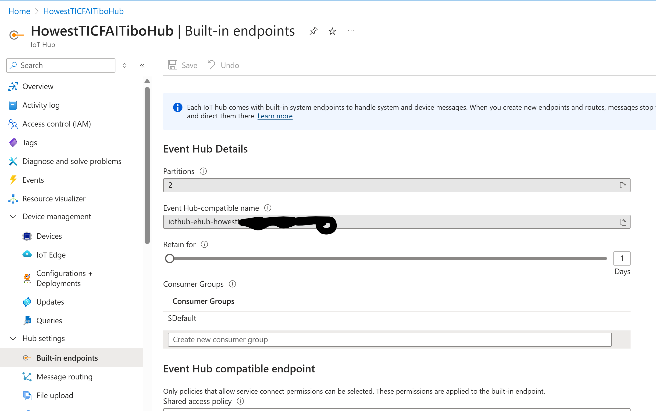 Home > HowestTICFAITiboHub
HowestTICFAITiboHub | Built-in endpoints
IoT Hub
Search
Save Undo
Overview
Activity log
Access control (IAM)
Tags
Diagnose and solve problems
Events
Resource visualizer
Device management
Devices
IoT Edge
Configurations +
Deployments
Updates
Queries
Hub settings
Built-in endpoints
Message routing
File upload
Each IoT hub comes with built-in system endpoints to handle system and device messages. When you create new endpoints and routes, messages stop
and direct them there. Learn more
Event Hub Details
Partitions
2
Event Hub-compatible name
iothub-ehub-howest
Retain for
1
Days
Consumer Groups
Consumer Groups
$Default
Create new consumer group
Event Hub compatible endpoint
Only policies that allow service connect permissions can be selected. These permissions are applied to the built-in endpoint.
Shared access policy